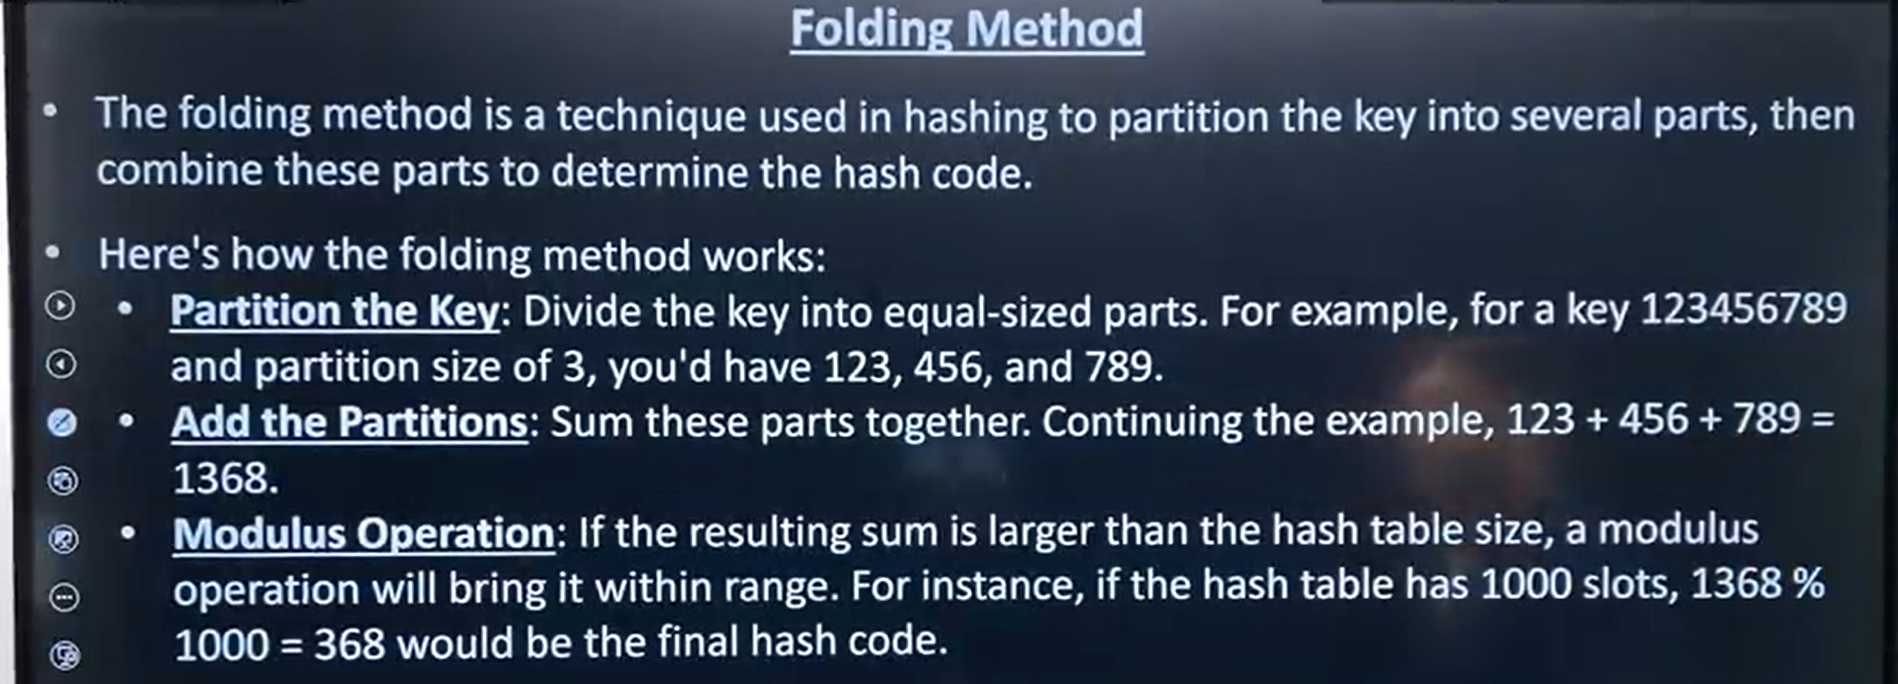 Folding Method
• The folding method is a technique used in hashing to partition the key into several parts, then
combine these parts to determine the hash code.
• Here's how the folding method works:
• Partition the Key: Divide the key into equal-sized parts. For example, for a key 123456789
and partition size of 3, you'd have 123, 456, and 789.
• Add the Partitions: Sum these parts together. Continuing the example, 123 + 456 + 789 =
1368.
• Modulus Operation: If the resulting sum is larger than the hash table size, a modulus
operation will bring it within range. For instance, if the hash table has 1000 slots, 1368 %
1000 = 368 would be the final hash code.